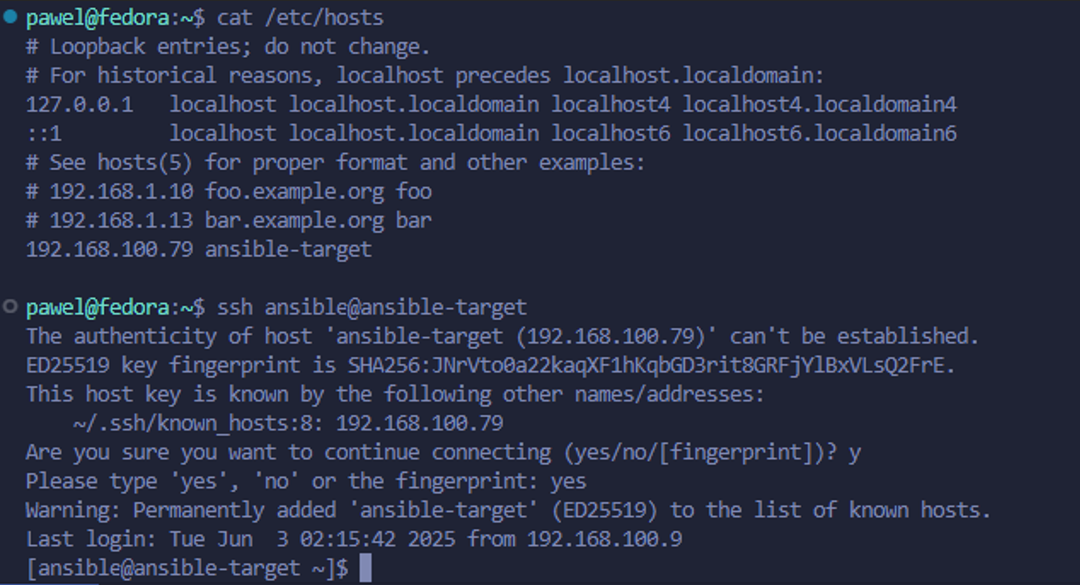 pawel@fedora:~$ cat /etc/hosts
# Loopback entries; do not change.
# For historical reasons, localhost precedes localhost.localdomain:
127.0.0.1   localhost localhost.localdomain localhost4 localhost4.localdomain4
::1         localhost localhost.localdomain localhost6 localhost6.localdomain6
# See hosts(5) for proper format and other examples:
# 192.168.1.10 foo.example.org foo
# 192.168.1.13 bar.example.org bar
192.168.100.79 ansible-target

pawel@fedora:~$ ssh ansible@ansible-target
The authenticity of host 'ansible-target (192.168.100.79)' can't be established.
ED25519 key fingerprint is SHA256:JNrVto0a22kaqXF1hKqbGD3rit8GRFjYlBxVLsQ2FrE.
This host key is known by the following other names/addresses:
    ~/.ssh/known_hosts:8: 192.168.100.79
Are you sure you want to continue connecting (yes/no/[fingerprint])? y
Please type 'yes', 'no' or the fingerprint: yes
Warning: Permanently added 'ansible-target' (ED25519) to the list of known hosts.
Last login: Tue Jun  3 02:15:42 2025 from 192.168.100.9
[ansible@ansible-target ~]$